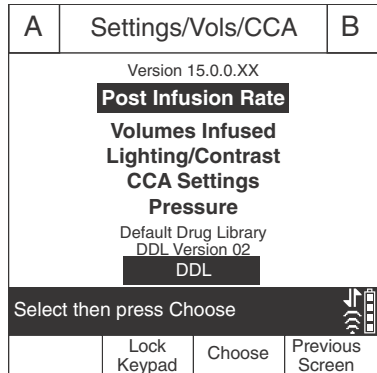 A Settings/Vols/CCA B
Version 15.0.0.XX
Post Infusion Rate
Volumes Infused
Lighting/Contrast
CCA Settings
Pressure
Default Drug Library
DDL Version 02
DDL
Select then press Choose
Lock Keypad
Choose
Previous Screen